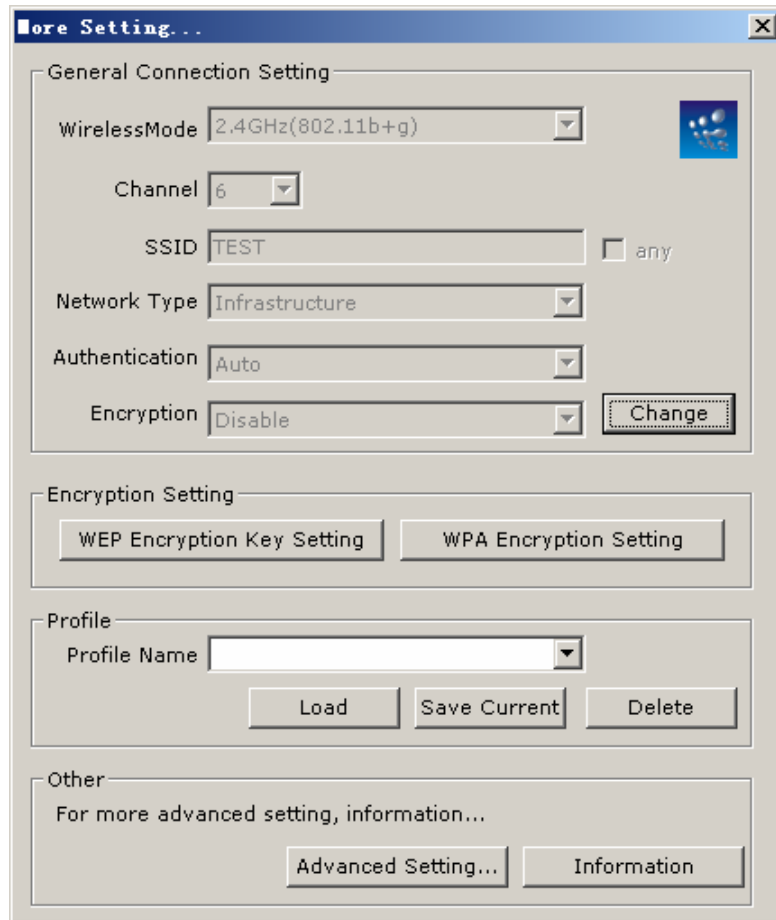 More Setting...
General Connection Setting
WirelessMode 2.4GHz(802.11b+g)
Channel 6
SSID TEST any
Network Type Infrastructure
Authentication Auto
Encryption Disable Change
Encryption Setting
WEP Encryption Key Setting WPA Encryption Setting
Profile
Profile Name
Load Save Current Delete
Other
For more advanced setting, information...
Advanced Setting... Information